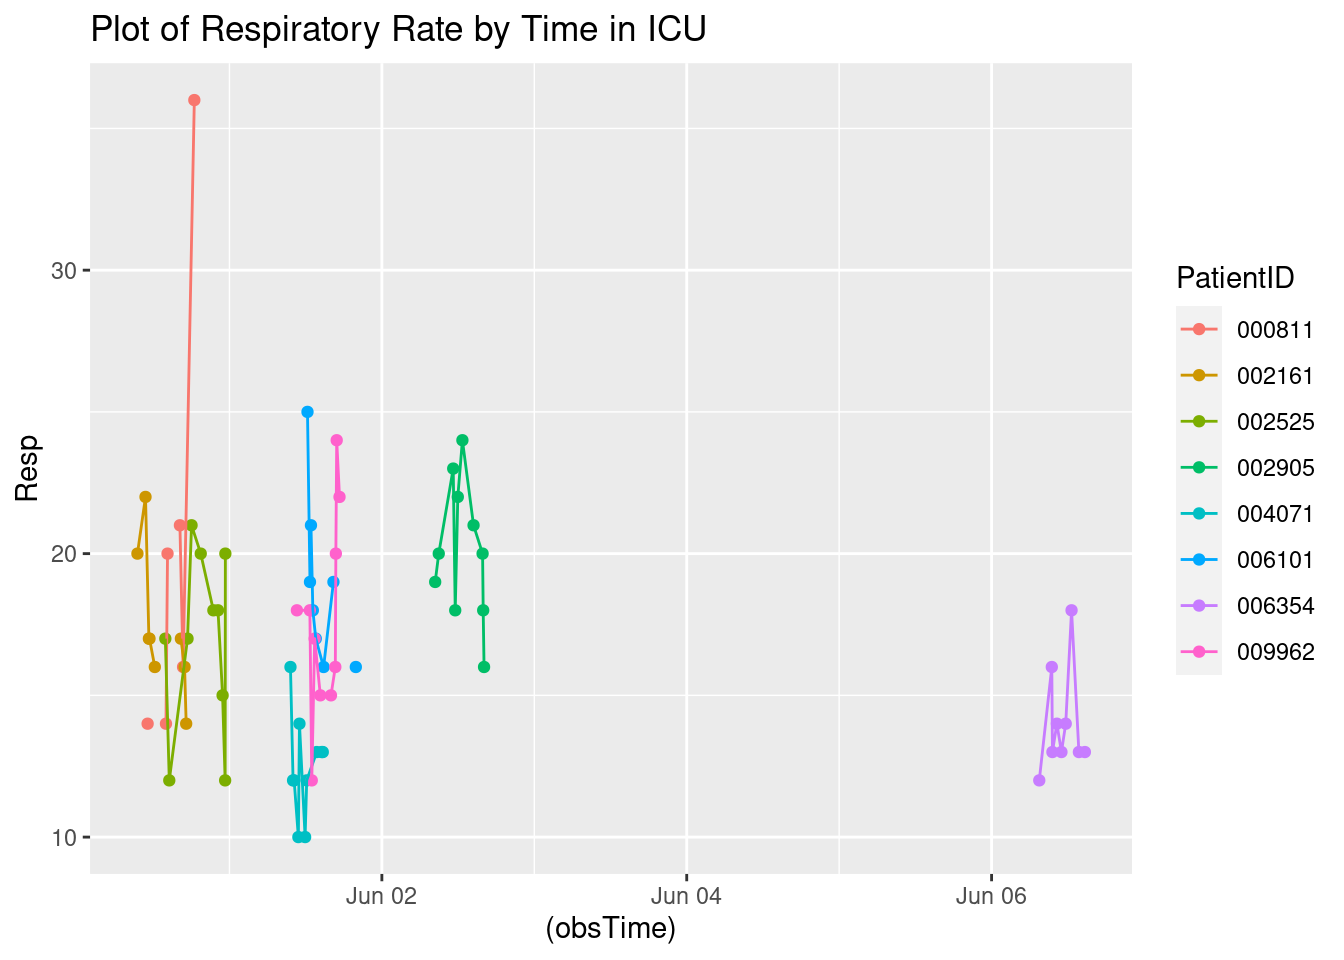 Plot of Respiratory Rate by Time in ICU
Resp
30
20
10
Jun 02
Jun 04
Jun 06
(obsTime)
PatientID
000811
002161
002525
002905
004071
006101
006354
009962